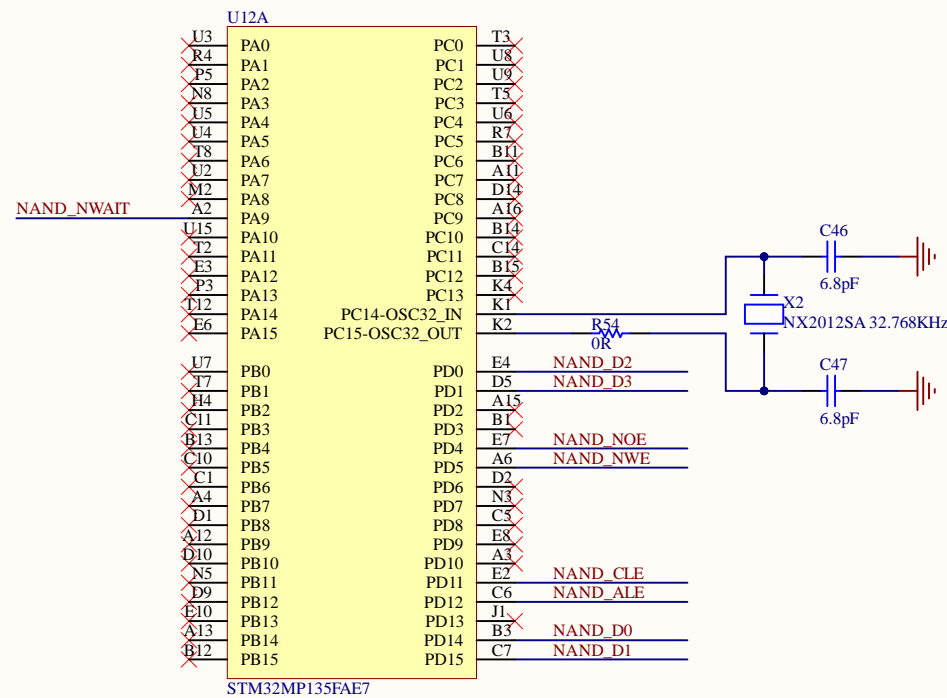 U12A
U3 PA0 PC0 T3
R4 PA1 PC1 U8
P5 PA2 PC2 U9
N8 PA3 PC3 T5
U5 PA4 PC4 U6
U4 PA5 PC5 R7
T8 PA6 PC6 B11
U2 PA7 PC7 A11
M2 PA8 PC8 D14
NAND_NWAIT A2 PA9 PC9 A16
U15 PA10 PC10 B14
T2 PA11 PC11 C14
E3 PA12 PC12 B15
P3 PA13 PC13 K4
T12 PA14 PC14-OSC32_IN K1
E6 PA15 PC15-OSC32_OUT K2
R54
0R
C46
6.8pF
X2
NX2012SA 32.768KHz
C47
6.8pF
U7 PB0 PD0 E4 NAND_D2
T7 PB1 PD1 D5 NAND_D3
H4 PB2 PD2 A15
C11 PB3 PD3 B1
B13 PB4 PD4 E7 NAND_NOE
C10 PB5 PD5 A6 NAND_NWE
C1 PB6 PD6 D2
A4 PB7 PD7 N3
D1 PB8 PD8 C5
A12 PB9 PD9 E8
D10 PB10 PD10 A3
N5 PB11 PD11 E2 NAND_CLE
D9 PB12 PD12 C6 NAND_ALE
E10 PB13 PD13 J1
A13 PB14 PD14 B3 NAND_D0
B12 PB15 PD15 C7 NAND_D1
STM32MP135FAE7